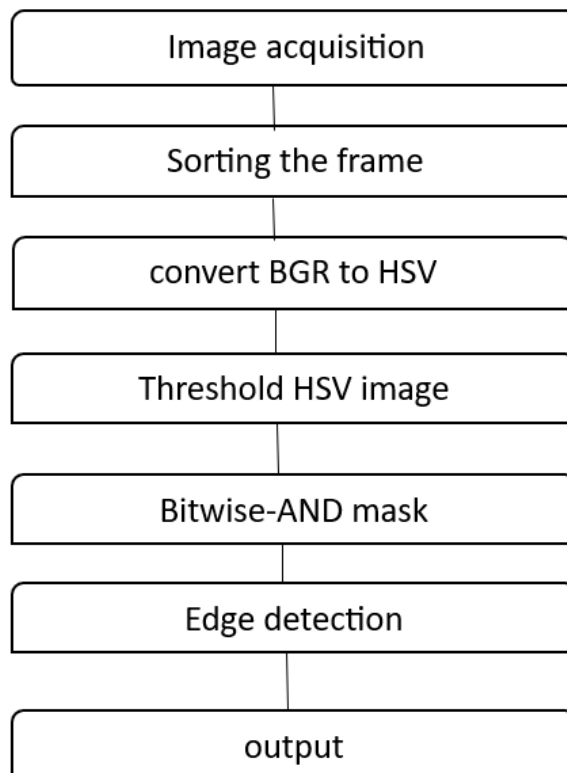 Image acquisition
Sorting the frame
convert BGR to HSV
Threshold HSV image
Bitwise-AND mask
Edge detection
output